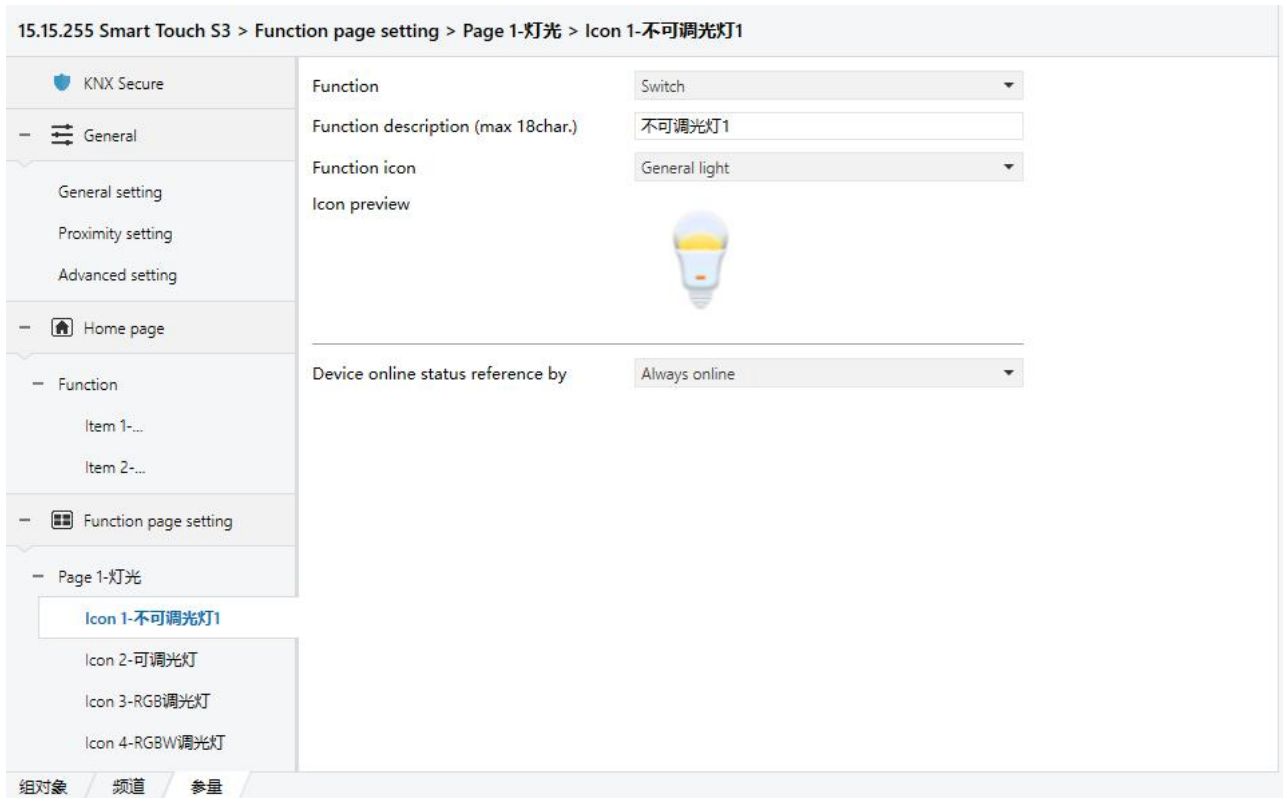 15.15.255 Smart Touch S3 > Function page setting > Page 1-灯光 > Icon 1-不可调光灯1
KNX Secure
General
General setting
Proximity setting
Advanced setting
Home page
Function
Item 1-...
Item 2-...
Function page setting
Page 1-灯光
Icon 1-不可调光灯1
Icon 2-可调光灯
Icon 3-RGB调光灯
Icon 4-RGBW调光灯
Function
Switch
Function description (max 18char.)
不可调光灯1
Function icon
General light
Icon preview
Device online status reference by
Always online
组对象
频道
参量